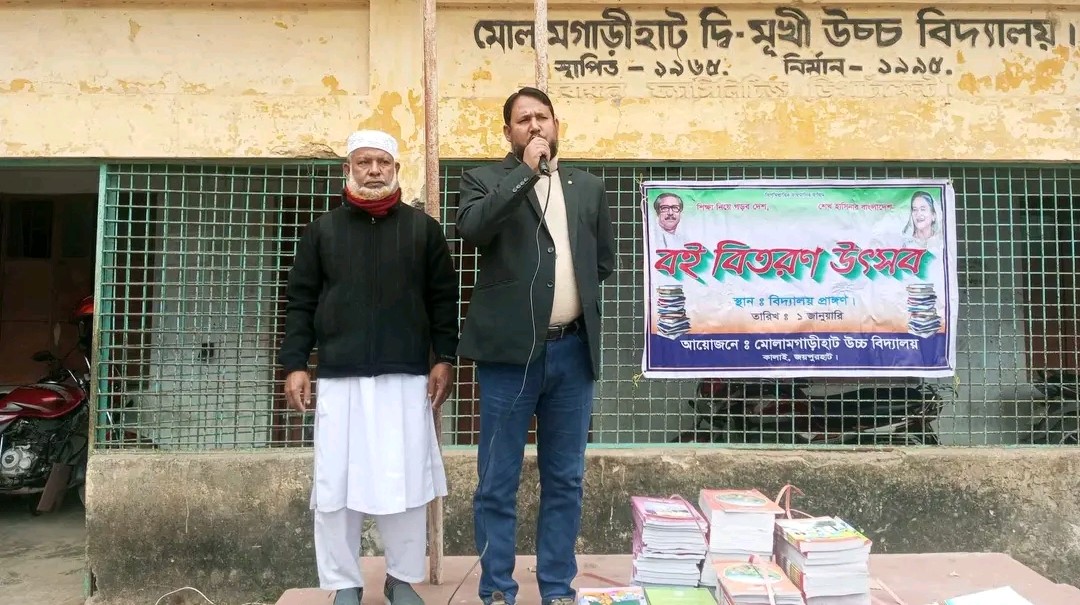 মোলামগাড়ীহাট দ্বি-মূখী উচ্চ বিদ্যালয়।
স্থাপিত - ১৯৬৫. নির্মান - ১৯৯৫.
শিক্ষা নিয়ে গড়ব দেশ, শেখ হাসিনার বাংলাদেশ
বই বিতরণ উৎসব
স্থান ঃ বিদ্যালয় প্রাঙ্গণ।
তারিখ ঃ ১ জানুয়ারি
আয়োজনে ঃ মোলামগাড়ীহাট উচ্চ বিদ্যালয়
কালাই, জয়পুরহাট।